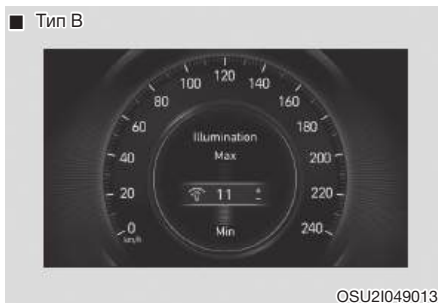 ■ Тип B
120
100 140
80 160
60 180
Illumination
Max
40 200
20 11 + - 220
0 Min 240
km/h
OSU2I049013